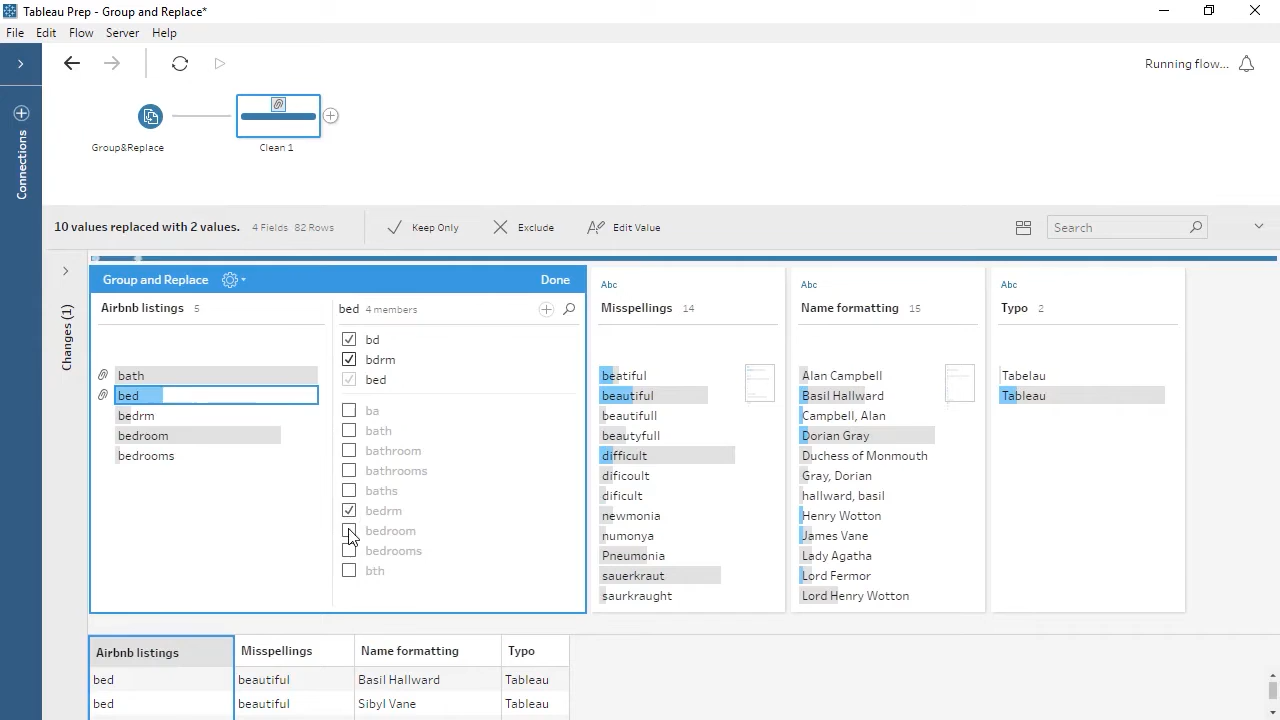 Tableau Prep - Group and Replace*
File Edit Flow Server Help
Running flow...
Connections
Group&Replace
Clean 1
10 values replaced with 2 values. 4 Fields 82 Rows Keep Only Exclude Edit Value Search
Changes (1)
Group and Replace Done
Airbnb listings 5
bath
bed
bedrm
bedroom
bedrooms
bed 4 members
bd
bdrm
bed
ba
bath
bathroom
bathrooms
baths
bedrm
bedroom
bedrooms
bth
Abc
Misspellings 14
beatiful
beautiful
beautifull
beautyfull
difficult
dificoult
dificult
newmonia
numonya
Pneumonia
sauerkraut
saurkraught
Abc
Name formatting 15
Alan Campbell
Basil Hallward
Campbell, Alan
Dorian Gray
Duchess of Monmouth
Gray, Dorian
hallward, basil
Henry Wotton
James Vane
Lady Agatha
Lord Fermor
Lord Henry Wotton
Abc
Typo 2
Tabelau
Tableau
Airbnb listings Misspellings Name formatting Typo
bed beautiful Basil Hallward Tableau
bed beautiful Sibyl Vane Tableau